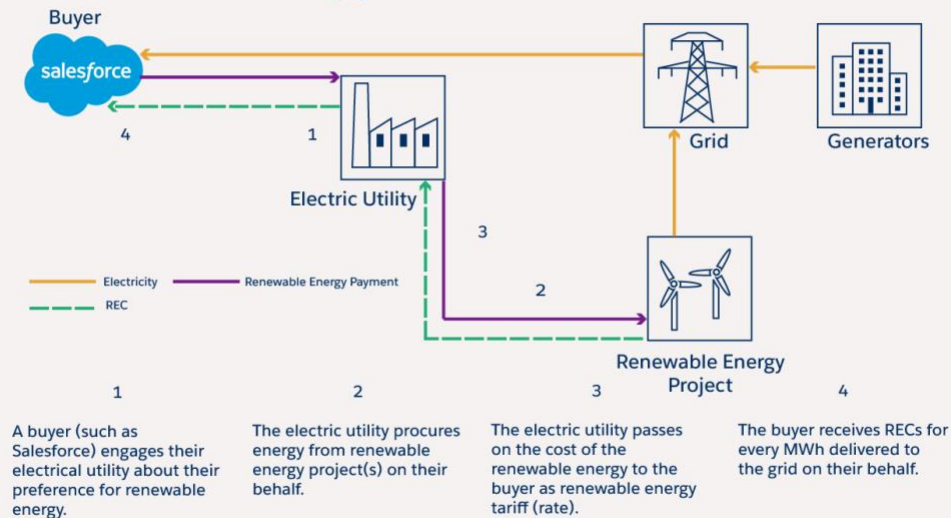 Buyer
salesforce
4
1
Electric Utility
Grid
Generators
3
2
Electricity
Renewable Energy Payment
REC
Renewable Energy
Project
1
A buyer (such as
Salesforce) engages their
electrical utility about their
preference for renewable
energy.
2
The electric utility procures
energy from renewable
energy project(s) on their
behalf.
3
The electric utility passes
on the cost of the
renewable energy to the
buyer as renewable energy
tariff (rate).
4
The buyer receives RECs for
every MWh delivered to
the grid on their behalf.